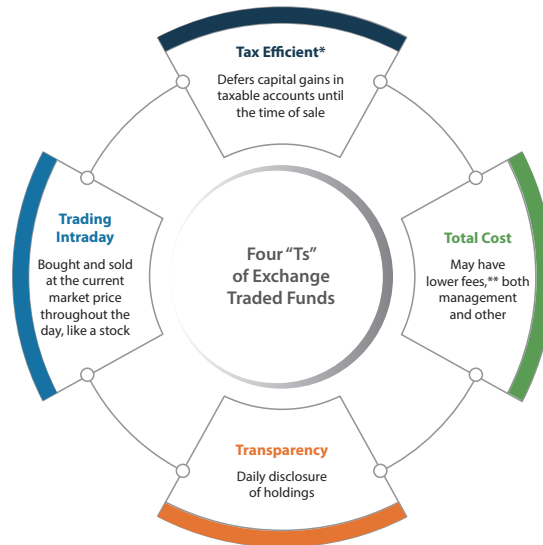 Tax Efficient*
Defers capital gains in
taxable accounts until
the time of sale
Trading
Intraday
Bought and sold
at the current
market price
throughout the
day, like a stock
Four “Ts”
of Exchange
Traded Funds
Total Cost
May have
lower fees,** both
management
and other
Transparency
Daily disclosure
of holdings